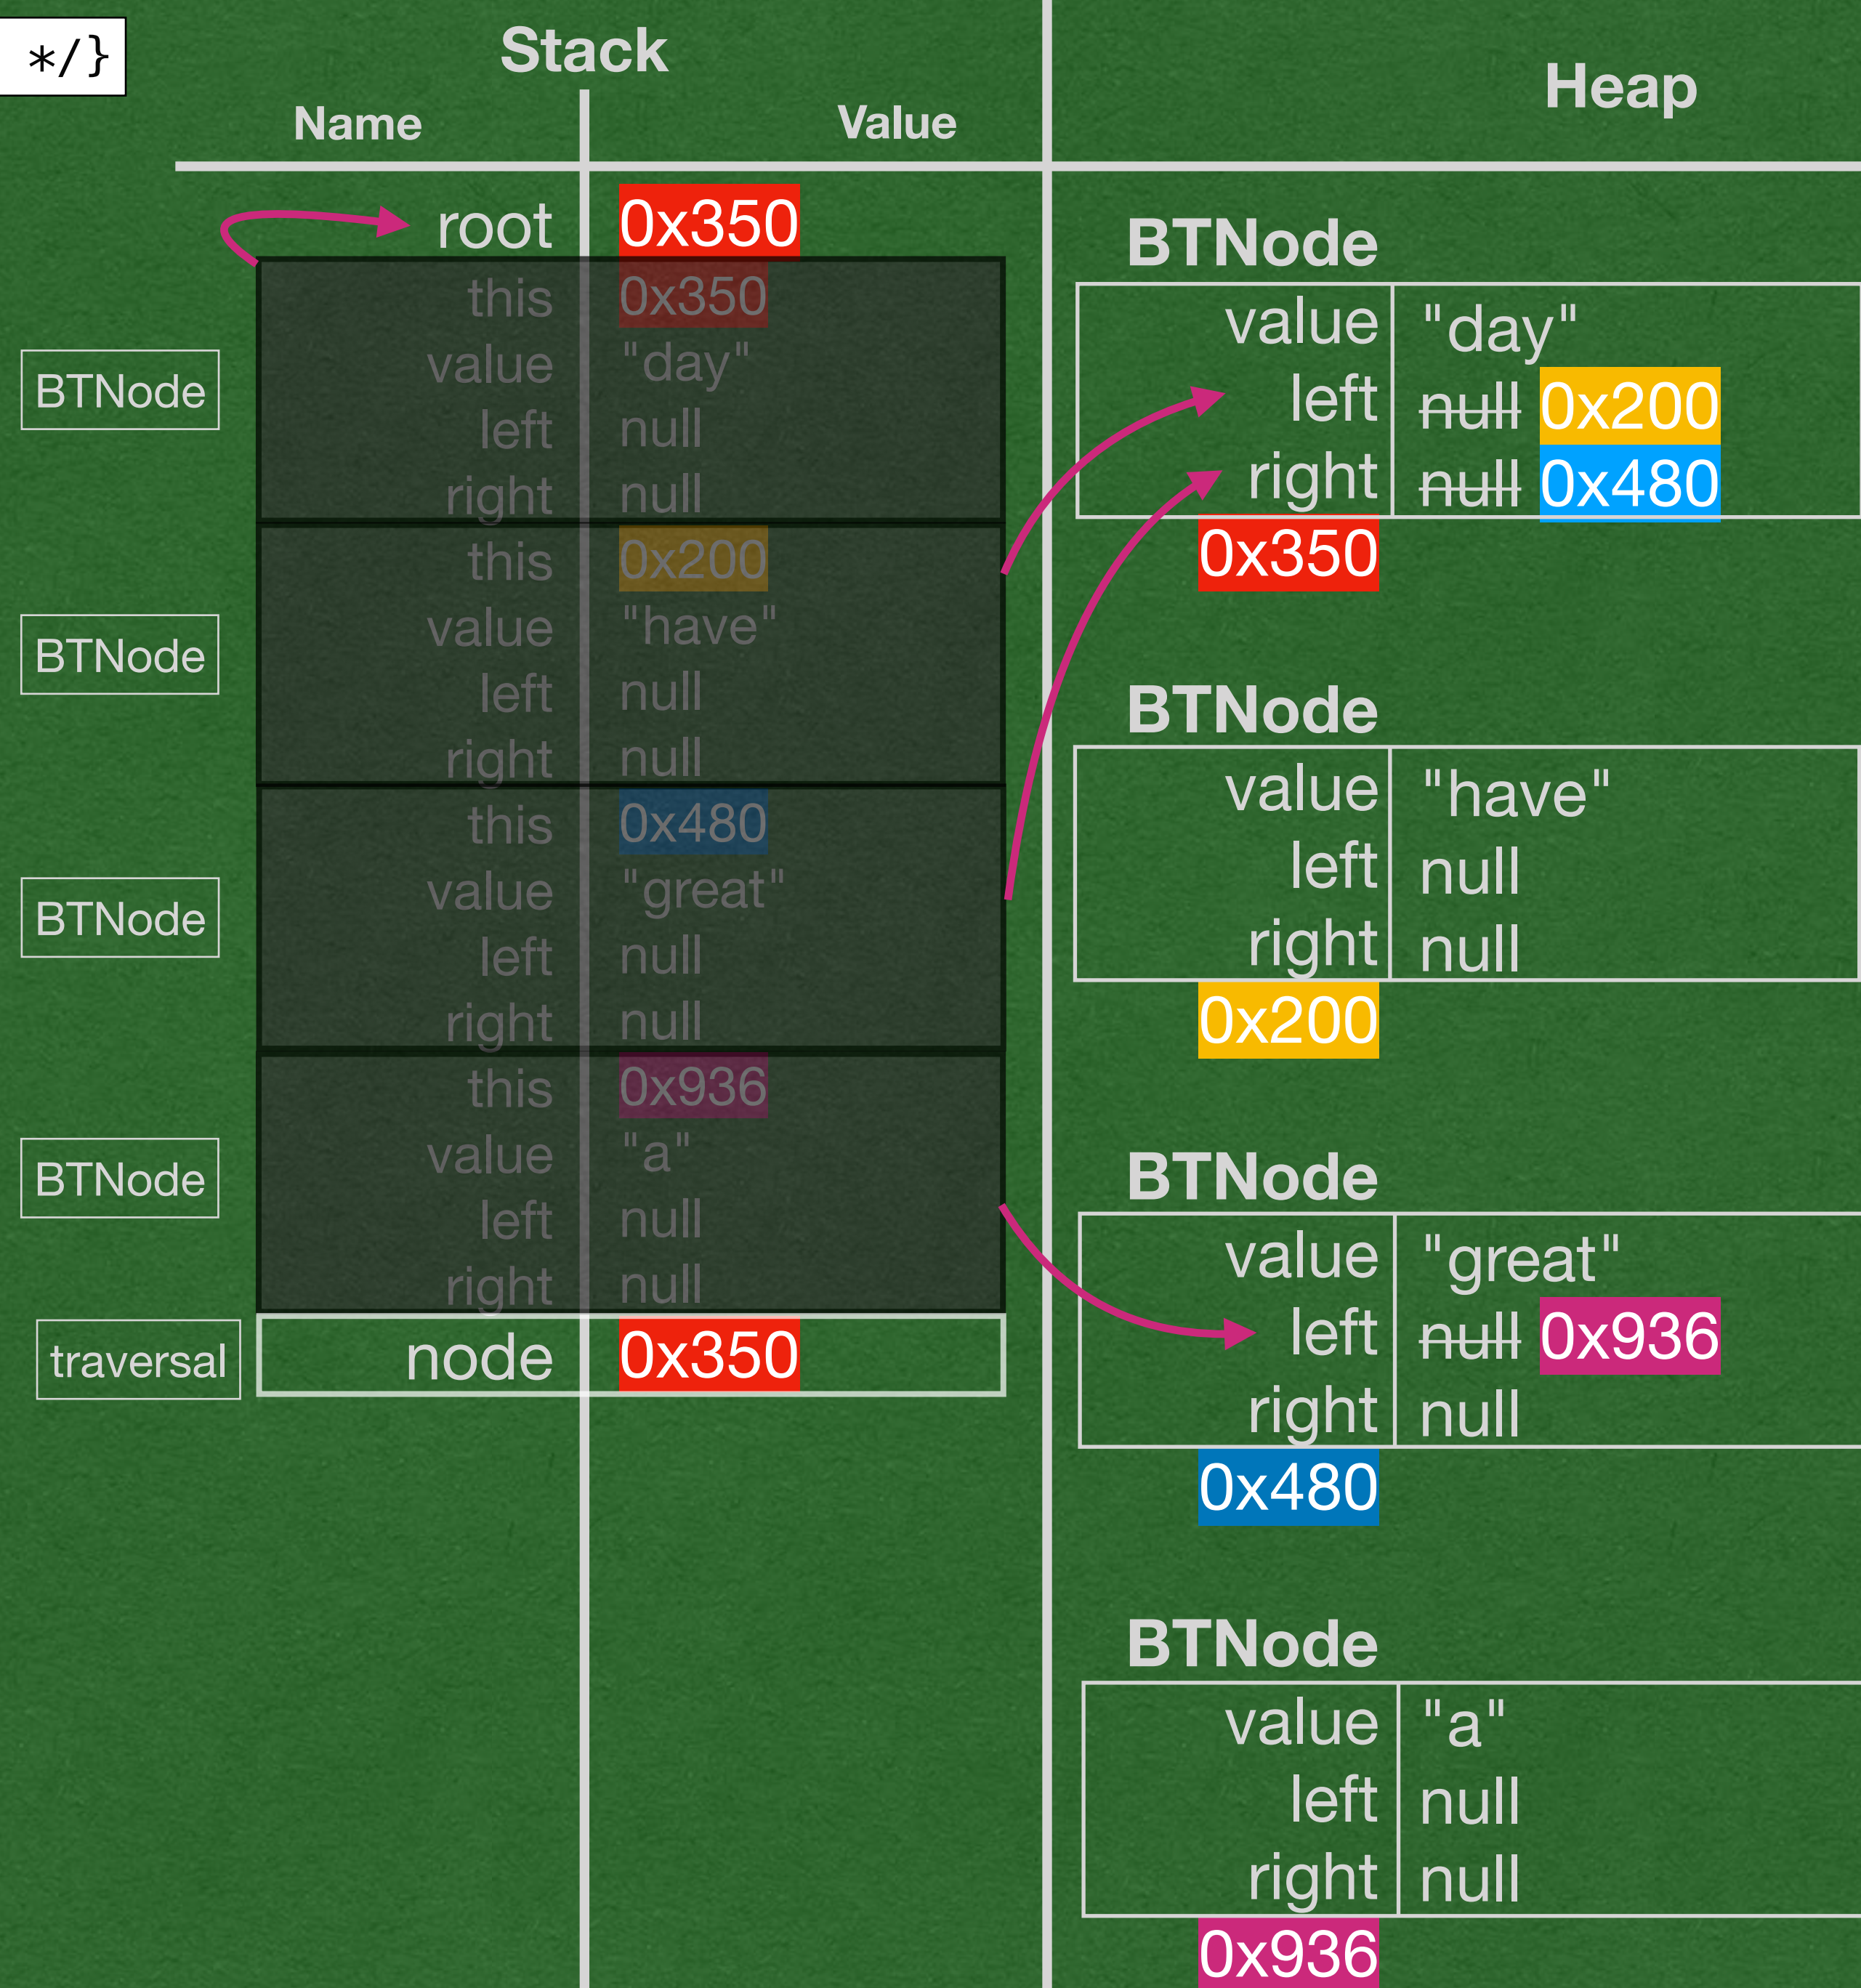 */}
Stack
Name Value
root 0x350
BTNode
this 0x350
value "day"
left null
right null
BTNode
this 0x200
value "have"
left null
right null
BTNode
this 0x480
value "great"
left null
right null
BTNode
this 0x936
value "a"
left null
right null
traversal
node 0x350
Heap
BTNode
value "day"
left null 0x200
right null 0x480
0x350
BTNode
value "have"
left null
right null
0x200
BTNode
value "great"
left null 0x936
right null
0x480
BTNode
value "a"
left null
right null
0x936